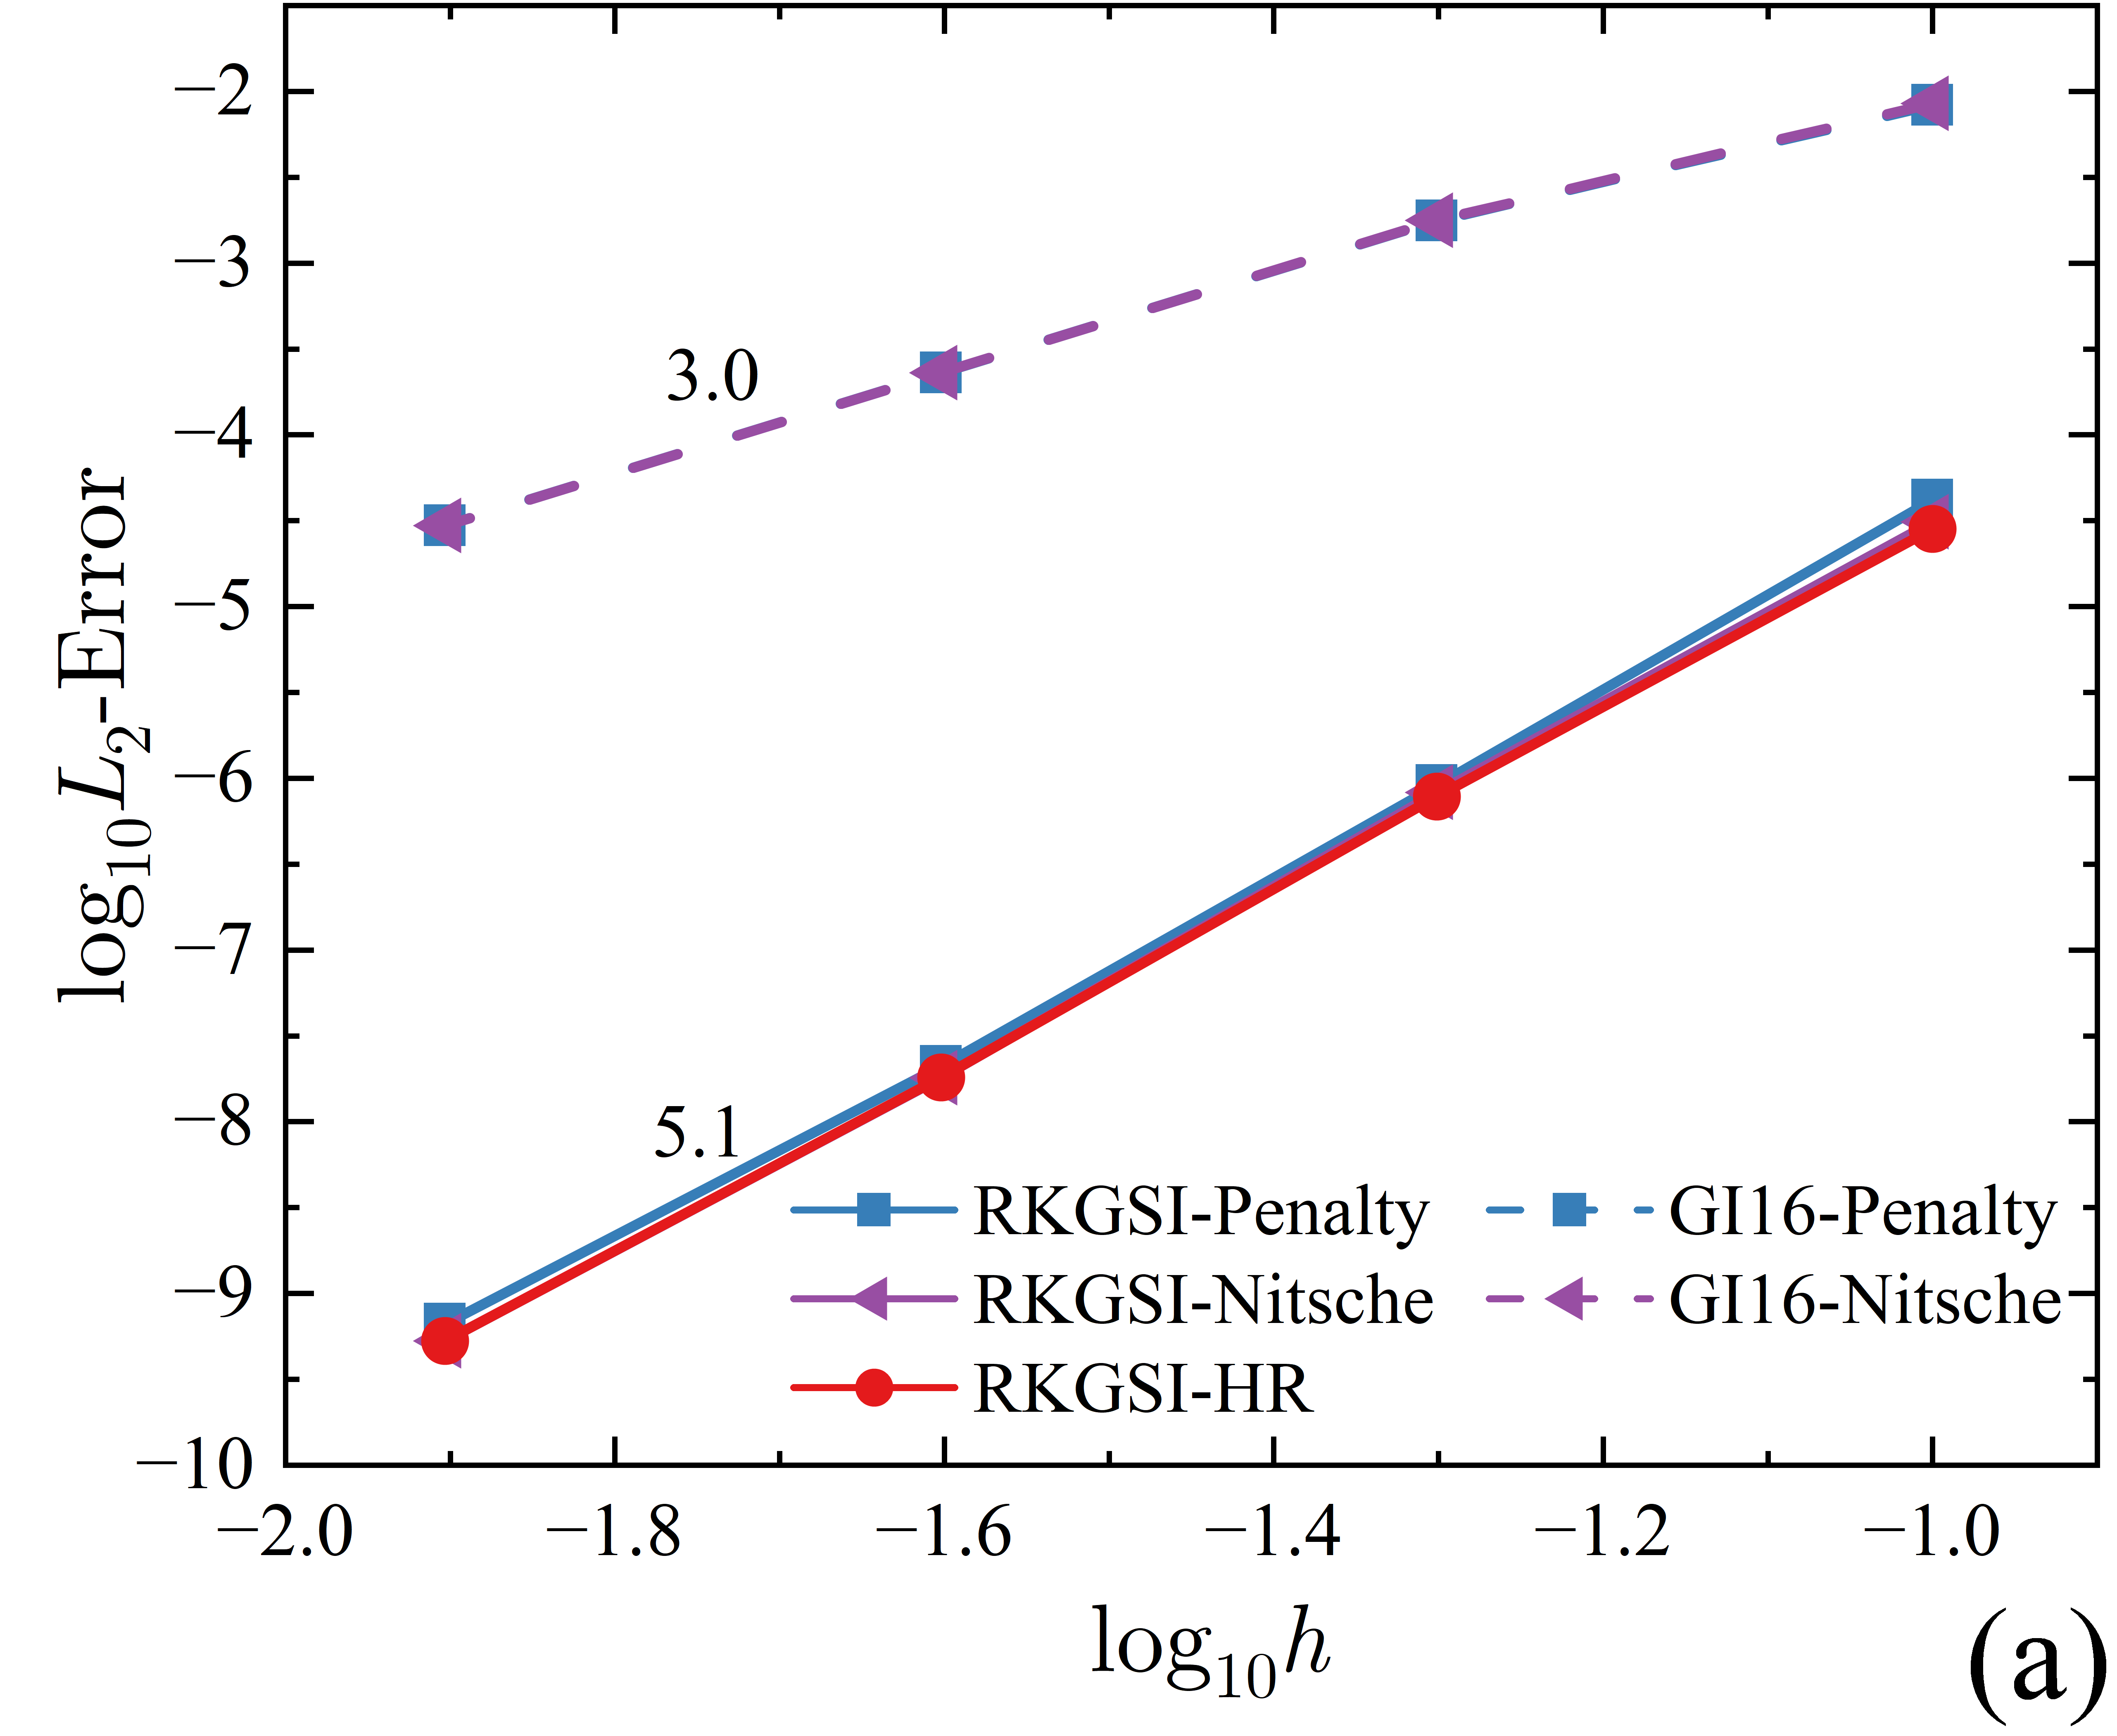 −2
−3
−4
−5
−6
−7
−8
−9
−10
log₁₀L₂-Error
3.0
5.1
RKGSI-Penalty
GI16-Penalty
RKGSI-Nitsche
GI16-Nitsche
RKGSI-HR
−2.0
−1.8
−1.6
−1.4
−1.2
−1.0
log₁₀h
(a)